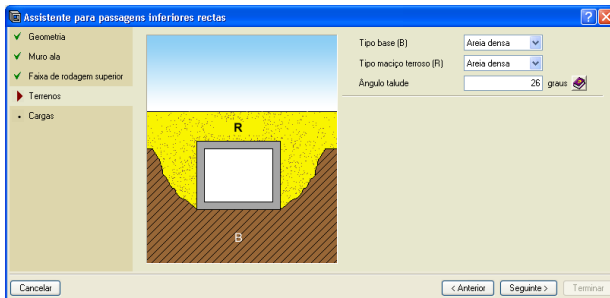 Assistente para passagens inferiores rectas
Geometria
Muro ala
Faixa de rodagem superior
Terrenos
Cargas
R
B
Tipo base (B) Areia densa
Tipo maciço terroso (R) Areia densa
Ângulo talude 26 graus
Cancelar < Anterior Seguinte > Terminar